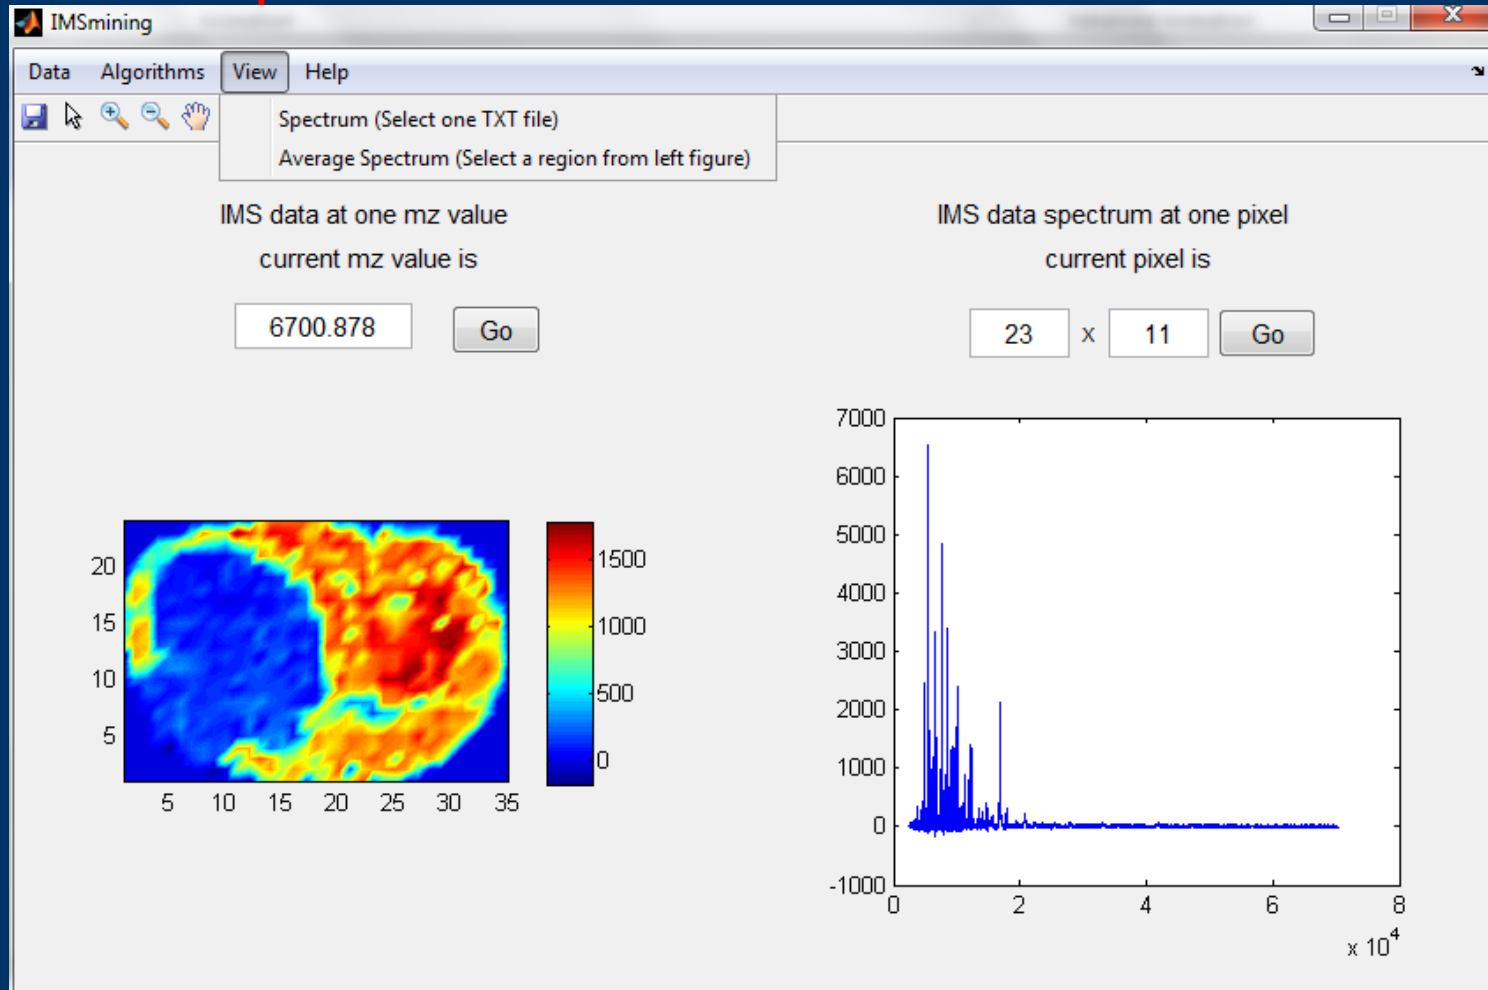 IMSmining
Data Algorithms View Help
Spectrum (Select one TXT file)
Average Spectrum (Select a region from left figure)
IMS data at one mz value
current mz value is
6700.878 Go
IMS data spectrum at one pixel
current pixel is
23 x 11 Go
20
15
10
5
5 10 15 20 25 30 35
1500
1000
500
0
7000
6000
5000
4000
3000
2000
1000
0
-1000
0 2 4 6 8
x 10^4